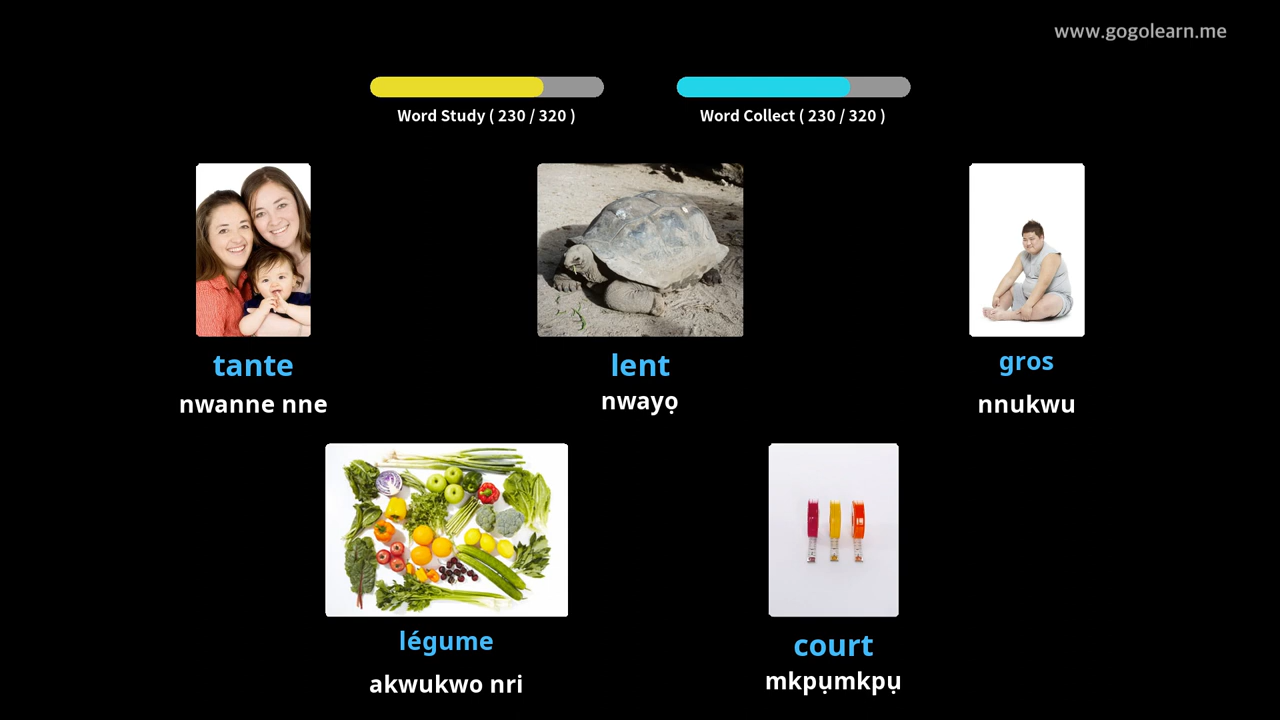 www.gogolearn.me
Word Study ( 230 / 320 )
Word Collect ( 230 / 320 )
tante
nwanne nne
lent
nwayọ
gros
nnukwu
légume
akwukwo nri
court
mkpụmkpụ